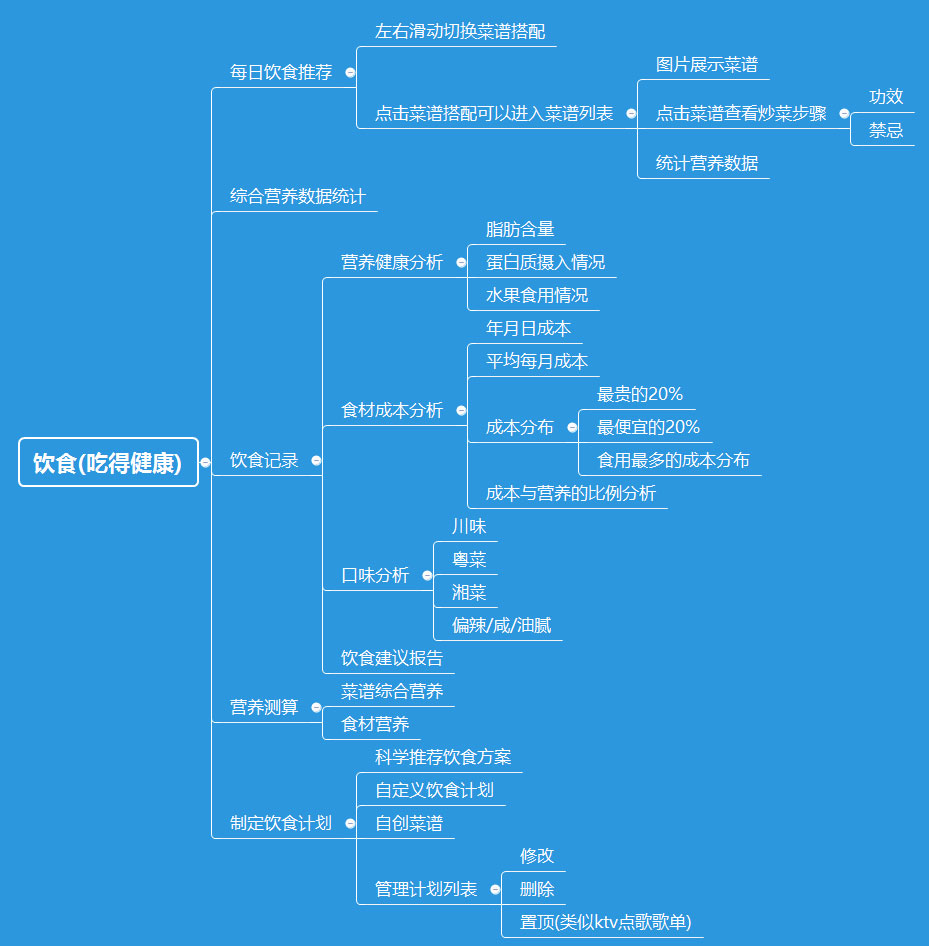 饮食(吃得健康)
每日饮食推荐
左右滑动切换菜谱搭配
点击菜谱搭配可以进入菜谱列表
图片展示菜谱
点击菜谱查看炒菜步骤
功效
禁忌
统计营养数据
综合营养数据统计
饮食记录
营养健康分析
脂肪含量
蛋白质摄入情况
水果食用情况
食材成本分析
年月日成本
平均每月成本
成本分布
最贵的20%
最便宜的20%
食用最多的成本分布
成本与营养的比例分析
口味分析
川味
粤菜
湘菜
偏辣/咸/油腻
饮食建议报告
营养测算
菜谱综合营养
食材营养
制定饮食计划
科学推荐饮食方案
自定义饮食计划
自创菜谱
管理计划列表
修改
删除
置顶(类似ktv点歌歌单)